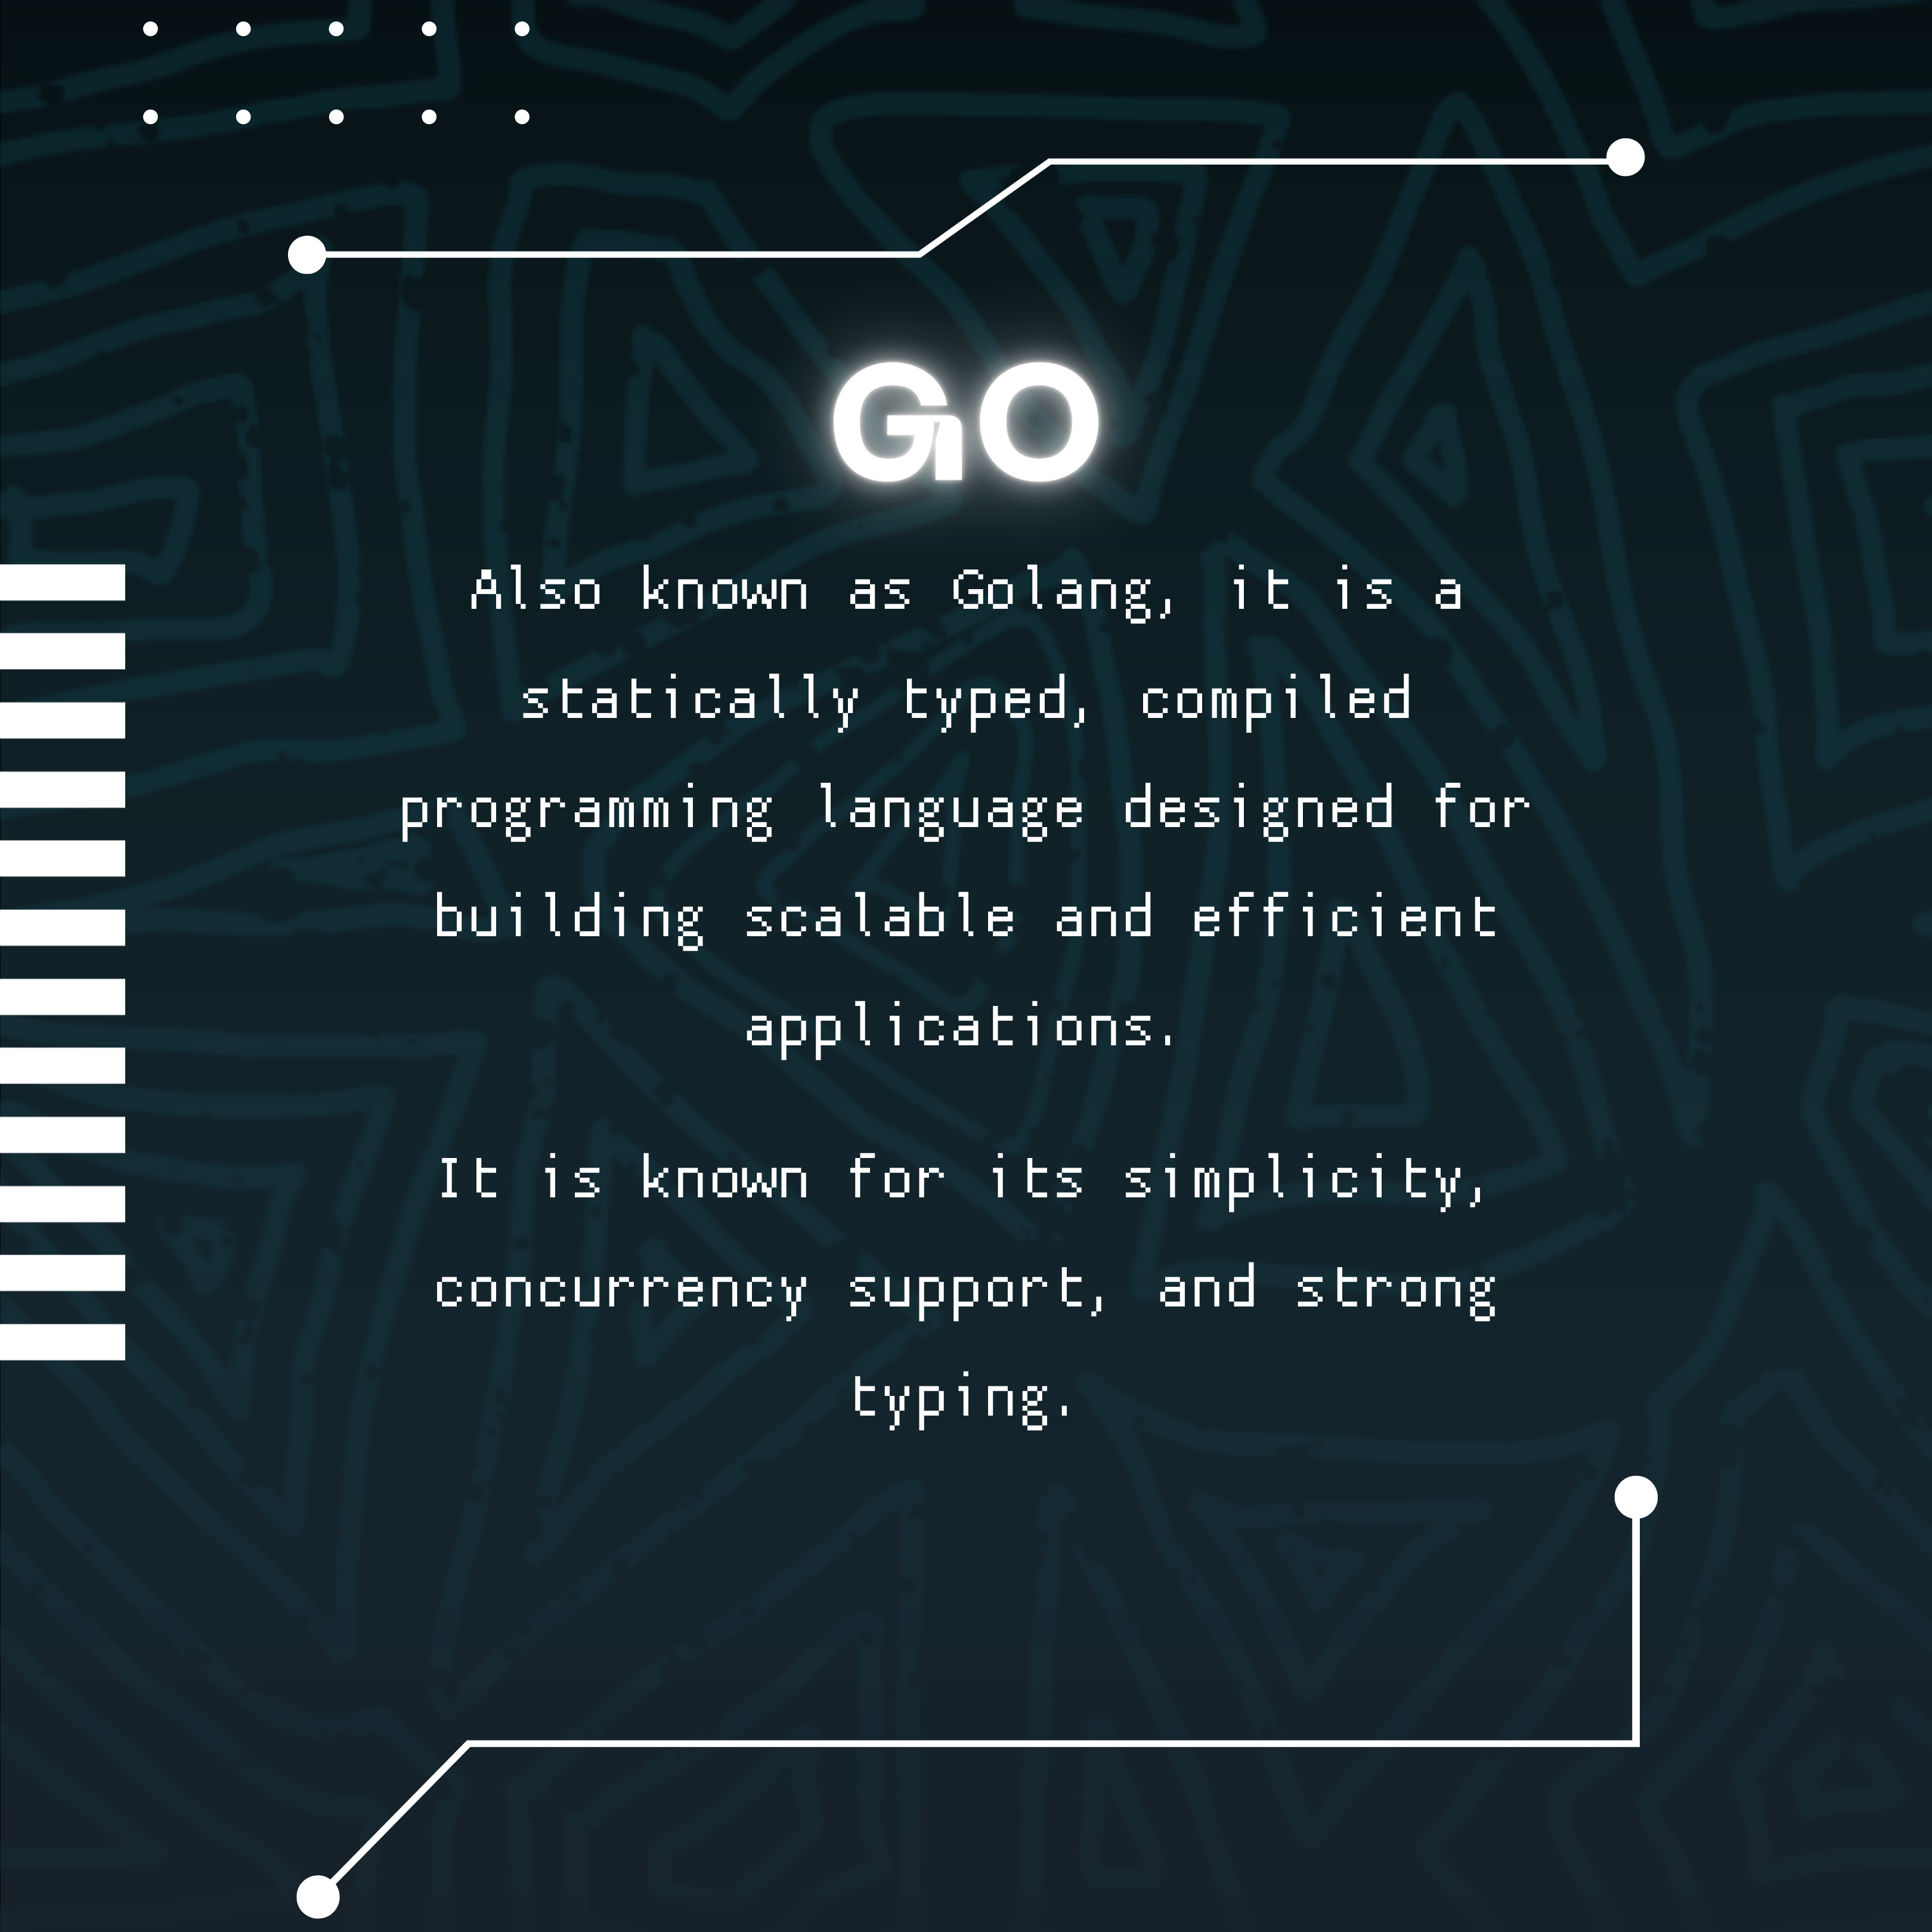 GO
Also known as Golang, it is a
statically typed, compiled
programming language designed for
building scalable and efficient
applications.
It is known for its simplicity,
concurrency support, and strong
typing.